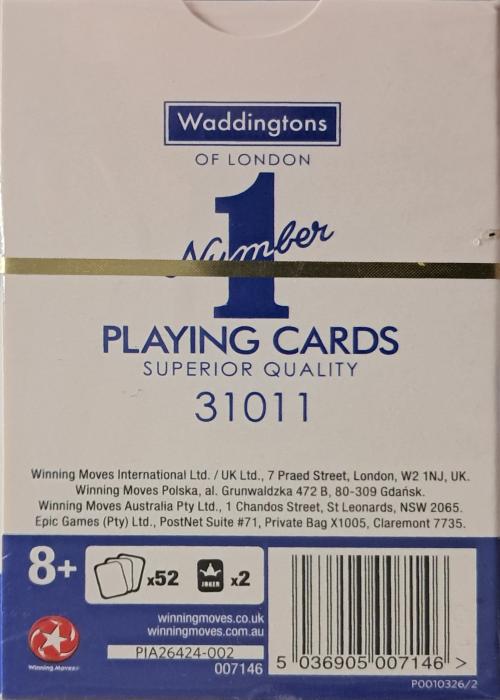 Waddingtons
OF LONDON
Number
1
PLAYING CARDS
SUPERIOR QUALITY
31011
Winning Moves International Ltd. / UK Ltd., 7 Praed Street, London, W2 1NJ, UK.
Winning Moves Polska, al. Grunwaldzka 472 B, 80-309 Gdańsk.
Winning Moves Australia Pty Ltd., 1 Chandos Street, St Leonards, NSW 2065.
Epic Games (Pty) Ltd., PostNet Suite #71, Private Bag X1005, Claremont 7735.
8+ x52 JOKER x2
winningmoves.co.uk
winningmoves.com.au
PIA26424-002
007146
Winning Moves
5 036905 007146 >
P0010326/2